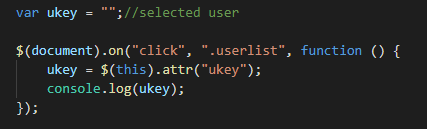 var ukey = "";//selected user
$(document).on("click", ".userlist", function () {
    ukey = $(this).attr("ukey");
    console.log(ukey);
});